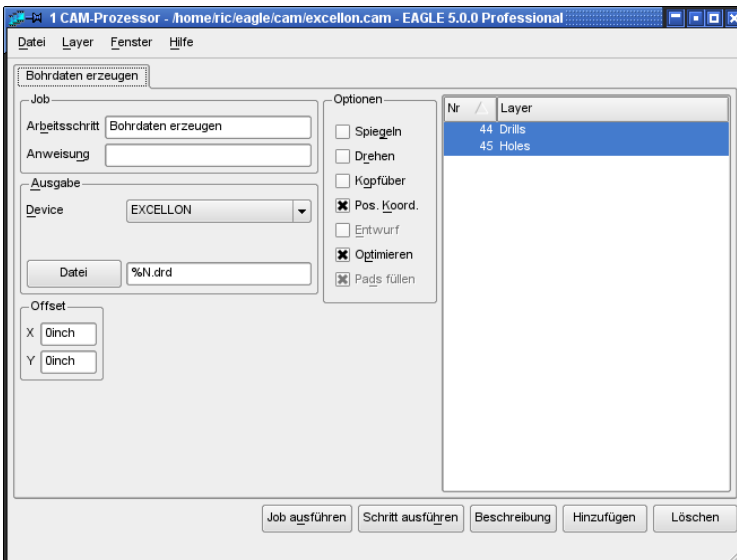 1 CAM-Prozessor - /home/ric/eagle/cam/excellon.cam - EAGLE 5.0.0 Professional
Datei Layer Fenster Hilfe
Bohrdaten erzeugen
Job
Arbeitsschritt Bohrdaten erzeugen
Anweisung
Ausgabe
Device EXCELLON
Datei %N.drd
Offset
X 0inch
Y 0inch
Optionen
Spiegeln
Drehen
Kopfüber
Pos. Koord.
Entwurf
Optimieren
Pads füllen
Nr Layer
44 Drills
45 Holes
Job ausführen Schritt ausführen Beschreibung Hinzufügen Löschen